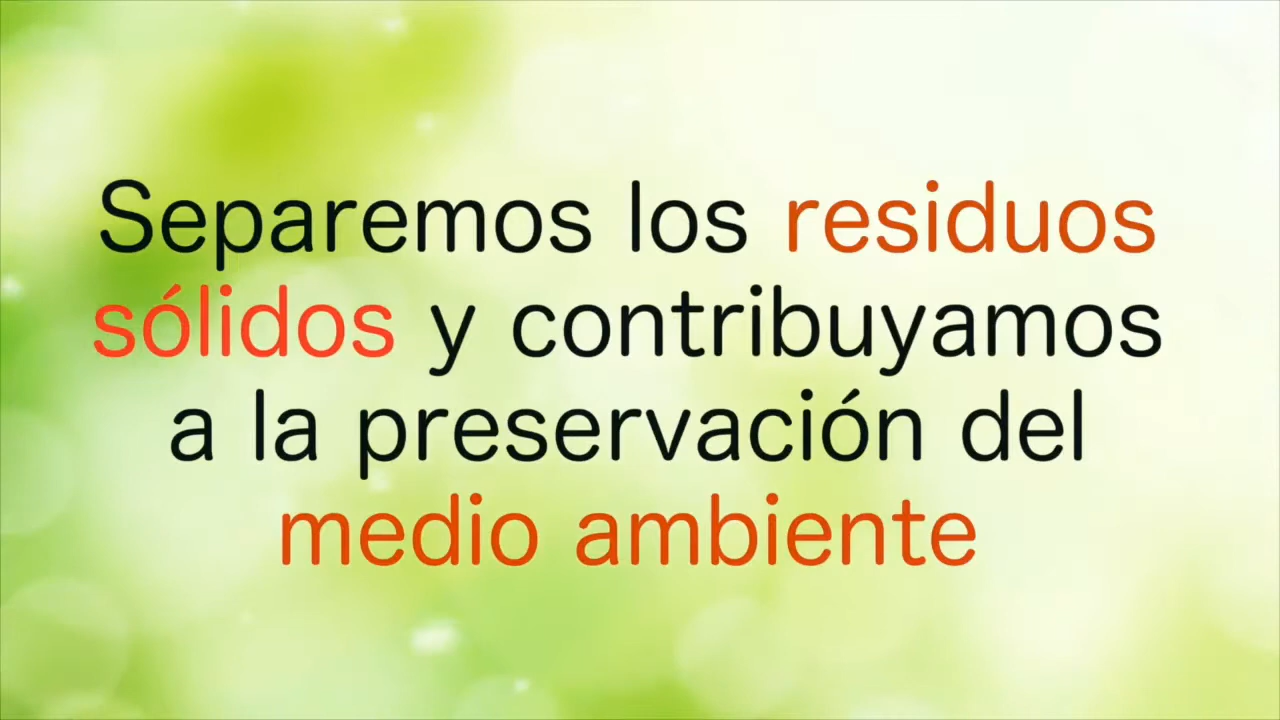 Separemos los residuos
sólidos y contribuyamos
a la preservación del
medio ambiente